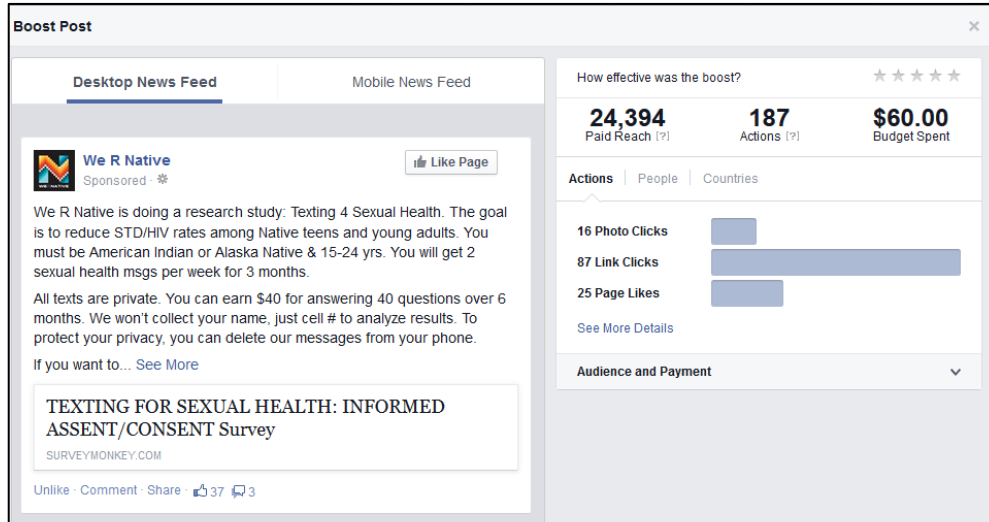 Boost Post
×
Desktop News Feed
Mobile News Feed
We R Native
Sponsored ·
Like Page
WE R NATIVE
We R Native is doing a research study: Texting 4 Sexual Health. The goal
is to reduce STD/HIV rates among Native teens and young adults. You
must be American Indian or Alaska Native & 15-24 yrs. You will get 2
sexual health msgs per week for 3 months.
All texts are private. You can earn $40 for answering 40 questions over 6
months. We won't collect your name, just cell # to analyze results. To
protect your privacy, you can delete our messages from your phone.
If you want to... See More
TEXTING FOR SEXUAL HEALTH: INFORMED
ASSENT/CONSENT Survey
SURVEYMONKEY.COM
Unlike · Comment · Share · 37 3
How effective was the boost?
24,394 187 $60.00
Paid Reach [?] Actions [?] Budget Spent
Actions People Countries
16 Photo Clicks
87 Link Clicks
25 Page Likes
See More Details
Audience and Payment